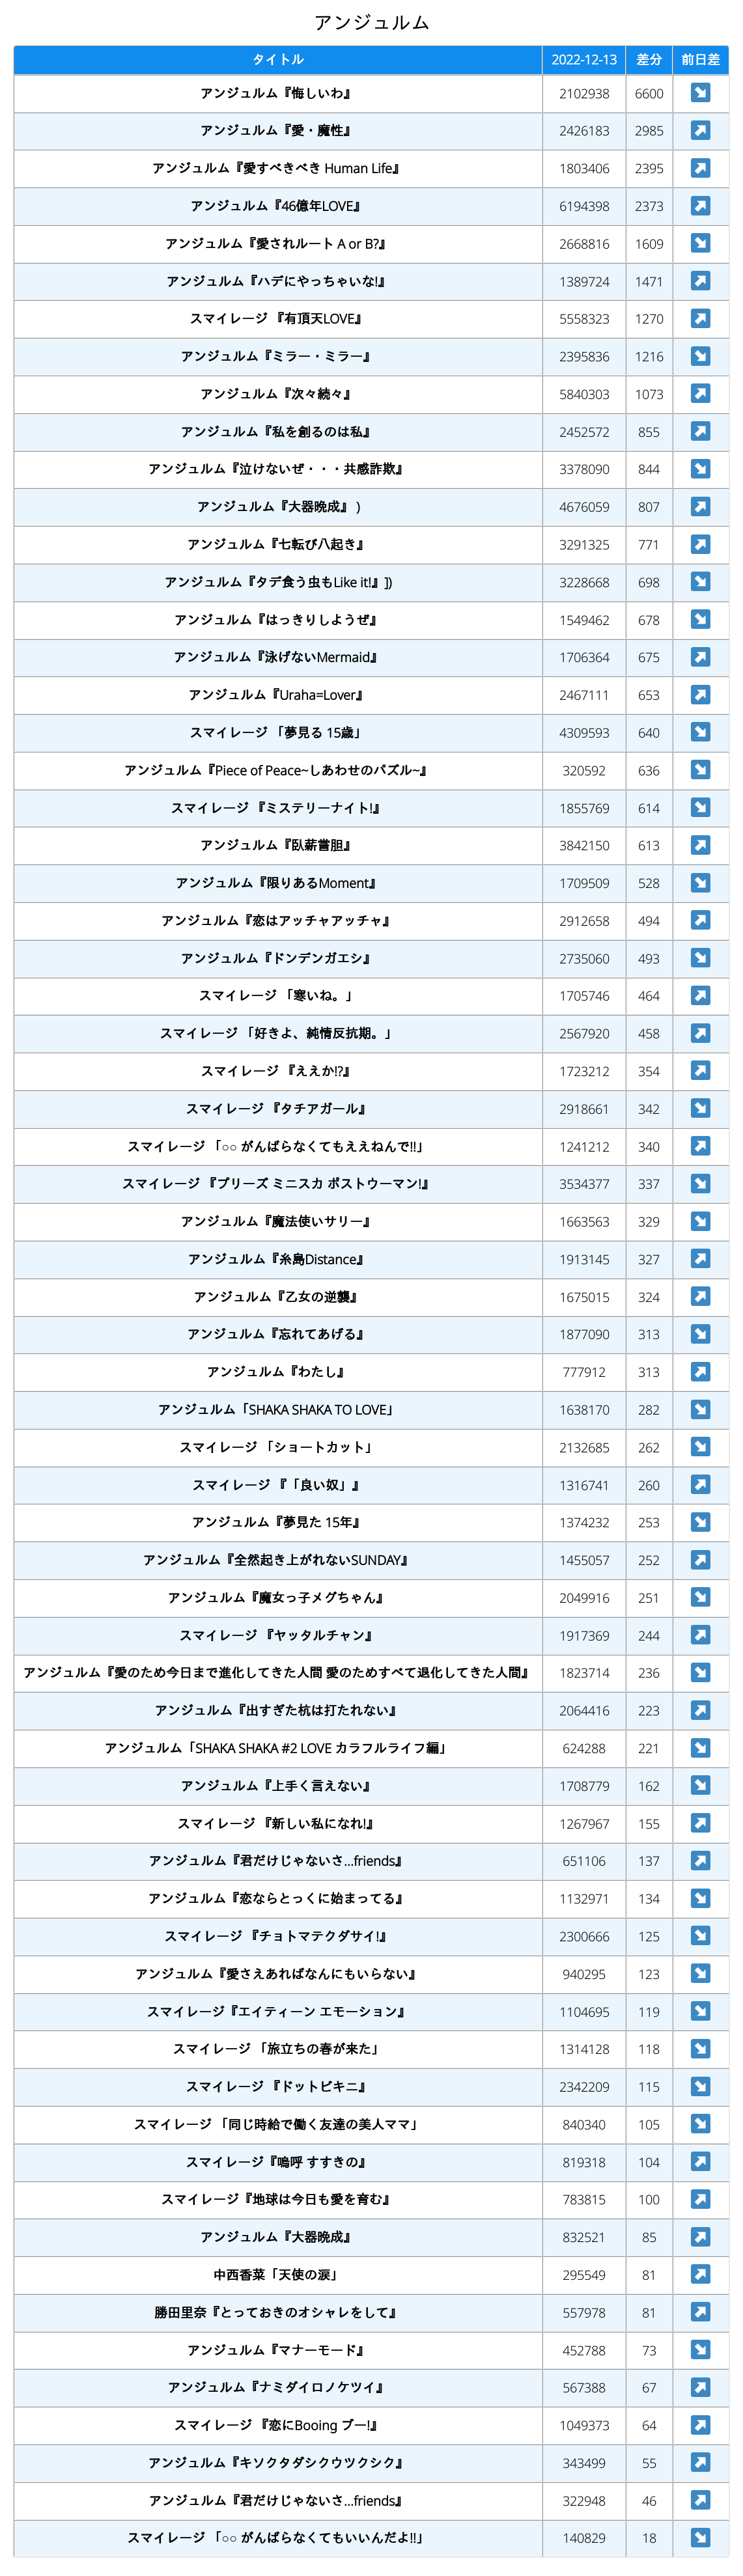 アンジュルム
タイトル 2022-12-13 差分 前日差
アンジュルム『悔しいわ』 2102938 6600 ↘
アンジュルム『愛・魔性』 2426183 2985 ↗
アンジュルム『愛すべきべき Human Life』 1803406 2395 ↗
アンジュルム『46億年LOVE』 6194398 2373 ↗
アンジュルム『愛されルート A or B?』 2668816 1609 ↘
アンジュルム『ハデにやっちゃいな!』 1389724 1471 ↗
スマイレージ 『有頂天LOVE』 5558323 1270 ↗
アンジュルム『ミラー・ミラー』 2395836 1216 ↘
アンジュルム『次々続々』 5840303 1073 ↗
アンジュルム『私を創るのは私』 2452572 855 ↗
アンジュルム『泣けないぜ・・・共感詐欺』 3378090 844 ↘
アンジュルム『大器晩成』 ) 4676059 807 ↗
アンジュルム『七転び八起き』 3291325 771 ↗
アンジュルム『タデ食う虫もLike it!』]) 3228668 698 ↘
アンジュルム『はっきりしようぜ』 1549462 678 ↘
アンジュルム『泳げないMermaid』 1706364 675 ↗
アンジュルム『Uraha=Lover』 2467111 653 ↗
スマイレージ 「夢見る 15歳」 4309593 640 ↘
アンジュルム『Piece of Peace~しあわせのパズル~』 320592 636 ↘
スマイレージ 『ミステリーナイト!』 1855769 614 ↘
アンジュルム『臥薪嘗胆』 3842150 613 ↗
アンジュルム『限りあるMoment』 1709509 528 ↘
アンジュルム『恋はアッチャアッチャ』 2912658 494 ↗
アンジュルム『ドンデンガエシ』 2735060 493 ↘
スマイレージ 「寒いね。」 1705746 464 ↗
スマイレージ 「好きよ、純情反抗期。」 2567920 458 ↗
スマイレージ 『ええか!?』 1723212 354 ↗
スマイレージ 『タチアガール』 2918661 342 ↘
スマイレージ 「○○ がんばらなくてもええねんで!!」 1241212 340 ↗
スマイレージ 『プリーズ ミニスカ ポストウーマン!』 3534377 337 ↘
アンジュルム『魔法使いサリー』 1663563 329 ↘
アンジュルム『糸島Distance』 1913145 327 ↗
アンジュルム『乙女の逆襲』 1675015 324 ↗
アンジュルム『忘れてあげる』 1877090 313 ↘
アンジュルム『わたし』 777912 313 ↗
アンジュルム「SHAKA SHAKA TO LOVE」 1638170 282 ↘
スマイレージ 「ショートカット」 2132685 262 ↘
スマイレージ 『「良い奴」』 1316741 260 ↗
アンジュルム『夢見た 15年』 1374232 253 ↘
アンジュルム『全然起き上がれないSUNDAY』 1455057 252 ↗
アンジュルム『魔女っ子メグちゃん』 2049916 251 ↘
スマイレージ 『ヤッタルチャン』 1917369 244 ↗
アンジュルム『愛のため今日まで進化してきた人間 愛のためすべて退化してきた人間』 1823714 236 ↘
アンジュルム『出すぎた杭は打たれない』 2064416 223 ↗
アンジュルム「SHAKA SHAKA #2 LOVE カラフルライフ編」 624288 221 ↘
アンジュルム『上手く言えない』 1708779 162 ↘
スマイレージ 『新しい私になれ!』 1267967 155 ↗
アンジュルム『君だけじゃないさ...friends』 651106 137 ↗
アンジュルム『恋ならとっくに始まってる』 1132971 134 ↘
スマイレージ 『チョトマテクダサイ!』 2300666 125 ↘
アンジュルム『愛さえあればなんにもいらない』 940295 123 ↘
スマイレージ『エイティーン エモーション』 1104695 119 ↘
スマイレージ 「旅立ちの春が来た」 1314128 118 ↘
スマイレージ 『ドットビキニ』 2342209 115 ↘
スマイレージ 「同じ時給で働く友達の美人ママ」 840340 105 ↘
スマイレージ『嗚呼 すすきの』 819318 104 ↗
スマイレージ『地球は今日も愛を育む』 783815 100 ↗
アンジュルム『大器晩成』 832521 85 ↗
中西香菜「天使の涙」 295549 81 ↗
勝田里奈『とっておきのオシャレをして』 557978 81 ↗
アンジュルム『マナーモード』 452788 73 ↘
アンジュルム『ナミダイロノケツイ』 567388 67 ↗
スマイレージ 『恋にBooing ブー!』 1049373 64 ↗
アンジュルム『キソクタダシクウツクシク』 343499 55 ↗
アンジュルム『君だけじゃないさ...friends』 322948 46 ↗
スマイレージ 「○○ がんばらなくてもいいんだよ!!」 140829 18 ↘